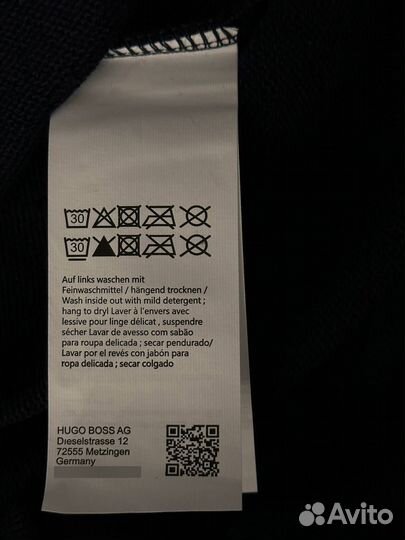 30
30
Auf links waschen mit
Feinwaschmittel / hängend trocknen /
Wash inside out with mild detergent ;
hang to dry/ Laver à l'envers avec
lessive pour linge délicat , suspendre
sécher Lavar de avesso com sabão
para roupa delicada ; secar pendurado/
Lavar por el revés con jabón para
ropa delicada ; secar colgado
HUGO BOSS AG
Dieselstrasse 12
72555 Metzingen
Germany
Avito